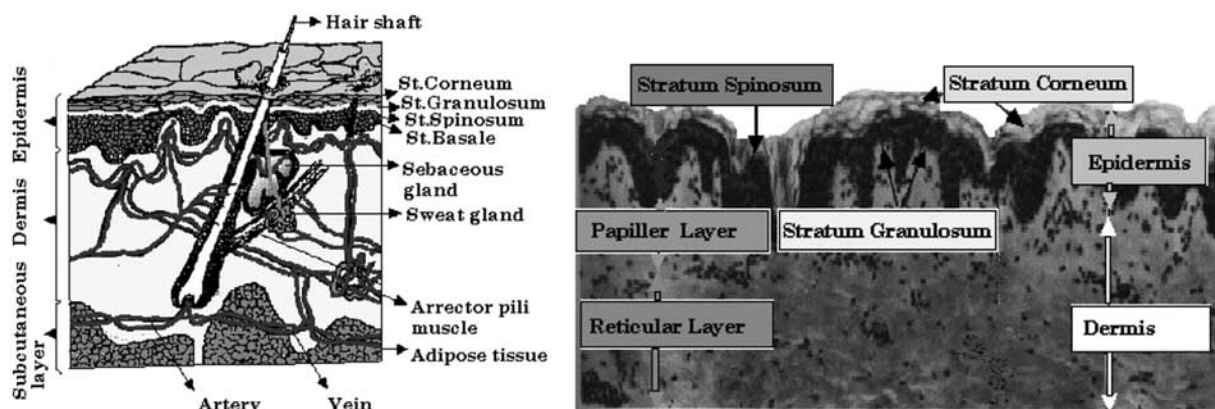 Hair shaft
St.Corneum
St.Granulosum
St.Spinosum
St.Basale
Sebaceous
gland
Sweat gland
Arrector pili
muscle
Adipose tissue
Artery
Vein
Epidermis
Dermis
Subcutaneous
layer
Stratum
Spinosum
Stratum Corneum
Epidermis
Papiller Layer
Stratum Granulosum
Reticular Layer
Dermis